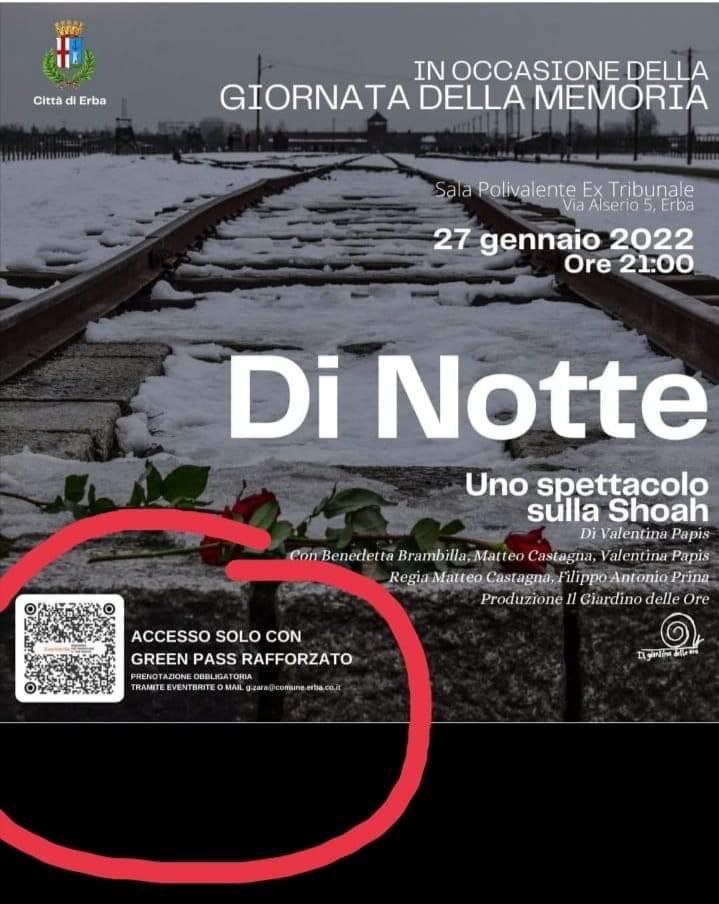 Città di Erba
IN OCCASIONE DELLA
GIORNATA DELLA MEMORIA
Sala Polivalente Ex Tribunale
Via Alserio 5, Erba
27 gennaio 2022
Ore 21:00
Di Notte
Uno spettacolo
sulla Shoah
Di Valentina Papis
Con Benedetta Brambilla, Matteo Castagna, Valentina Papis
Regia Matteo Castagna, Filippo Antonio Prina
Produzione Il Giardino delle Ore
Il giardino delle ore
ACCESSO SOLO CON
GREEN PASS RAFFORZATO
PRENOTAZIONE OBBLIGATORIA
TRAMITE EVENTBRITE O MAIL g.zara@comune.erba.co.it